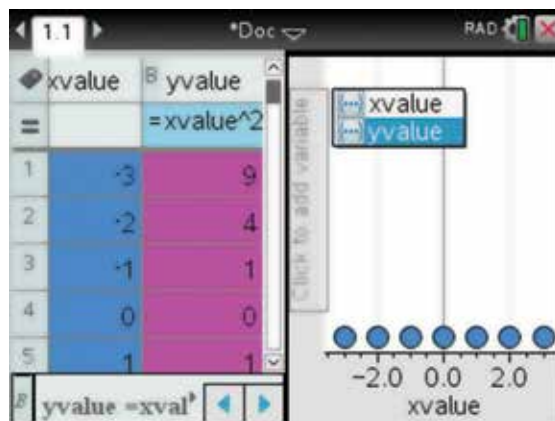 1.1 *Doc RAD
xvalue B yvalue
= =xvalue^2
1 -3 9
2 -2 4
3 -1 1
4 0 0
5 1 1
B yvalue =xval
Click to add variable
xvalue
yvalue
-2.0 0.0 2.0
xvalue